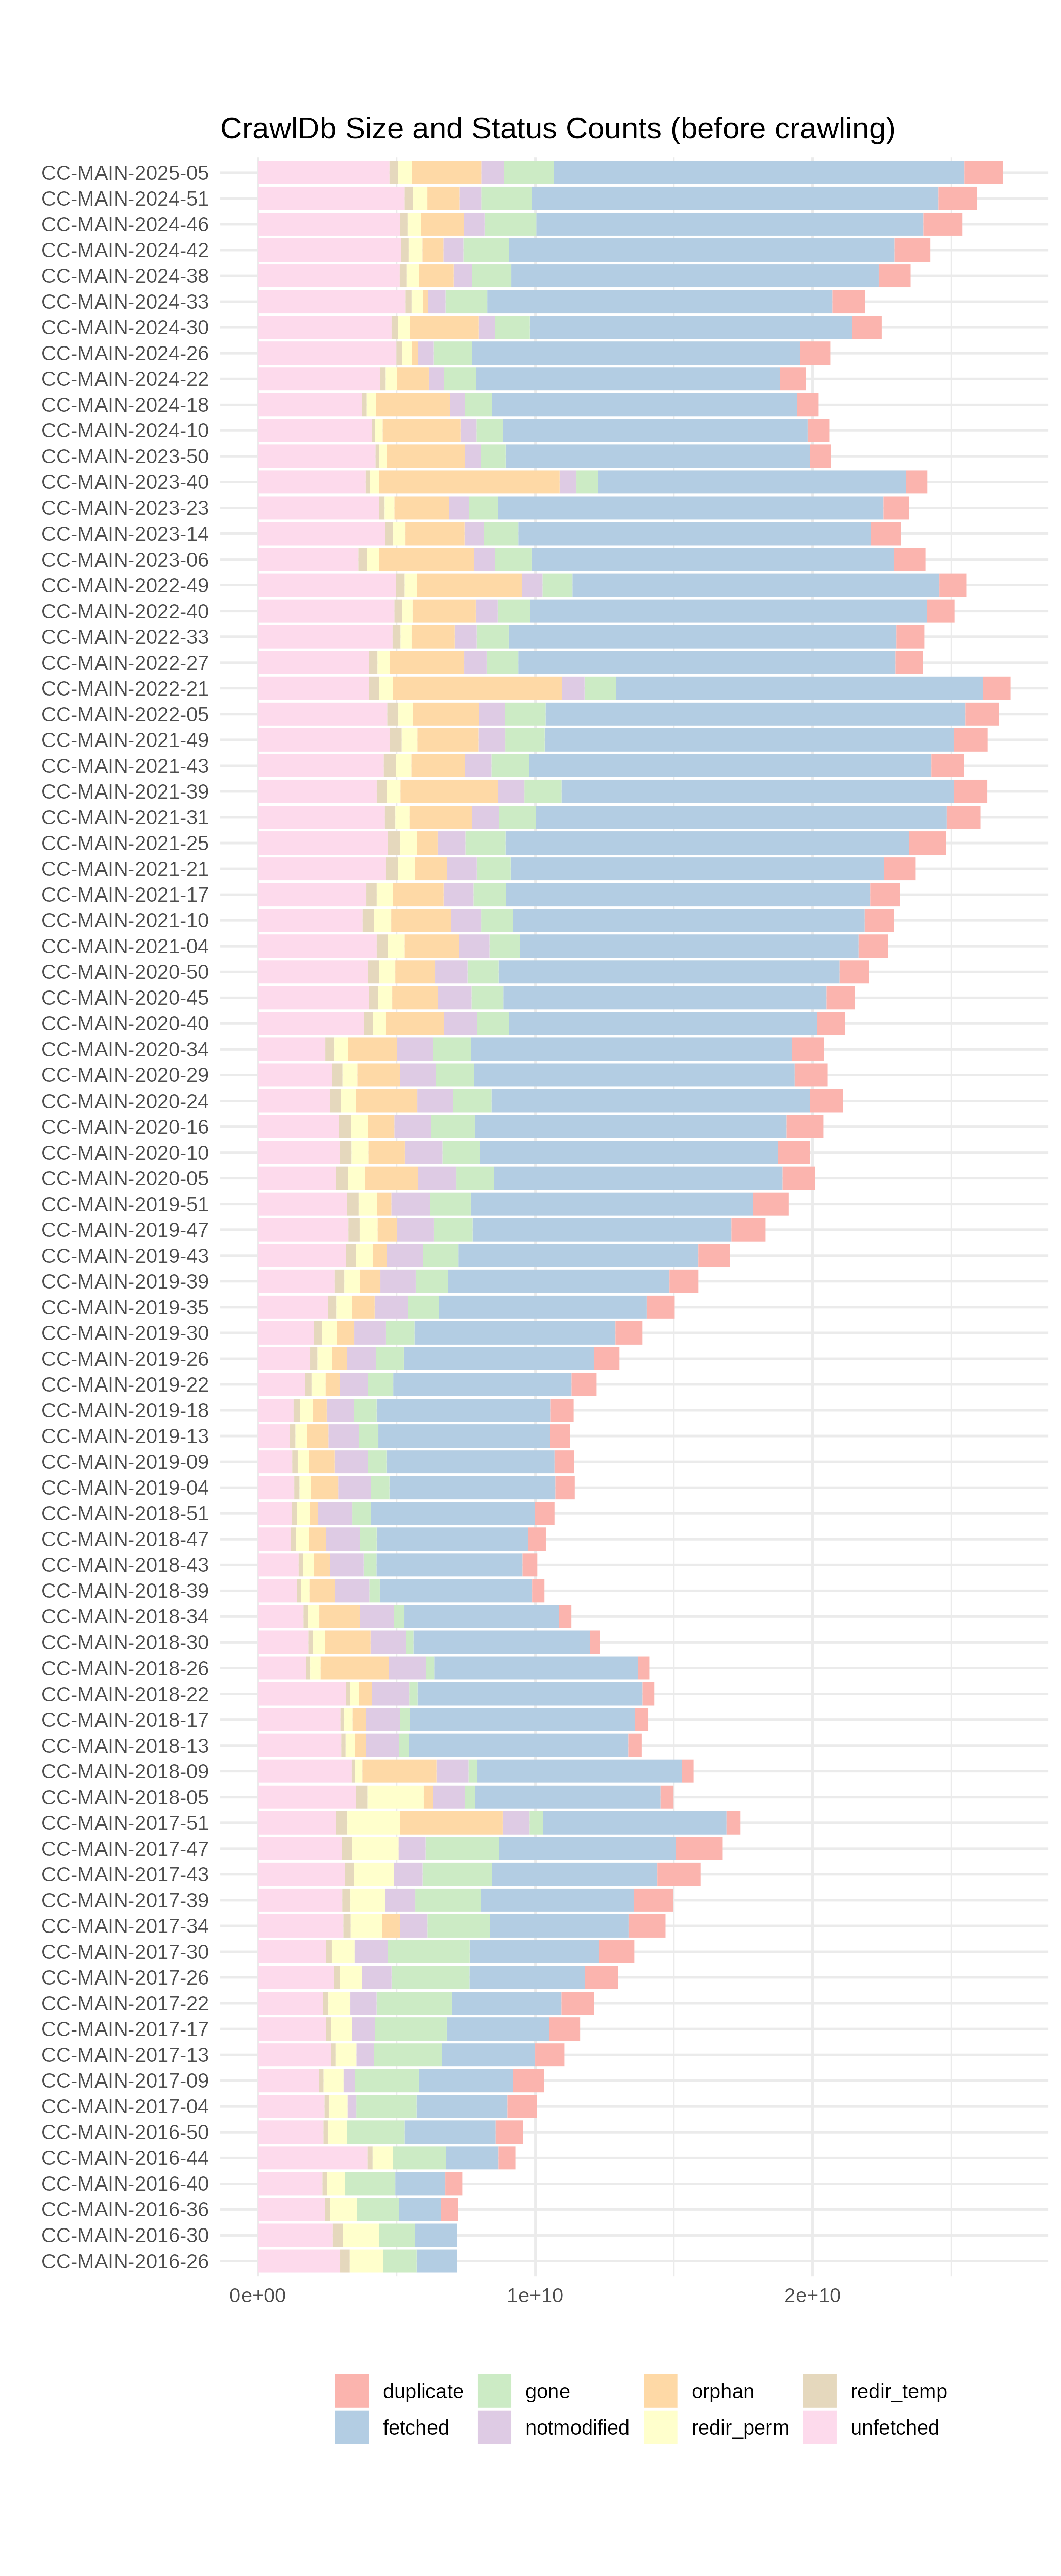 CrawlDb Size and Status Counts (before crawling)
CC-MAIN-2025-05
CC-MAIN-2024-51
CC-MAIN-2024-46
CC-MAIN-2024-42
CC-MAIN-2024-38
CC-MAIN-2024-33
CC-MAIN-2024-30
CC-MAIN-2024-26
CC-MAIN-2024-22
CC-MAIN-2024-18
CC-MAIN-2024-10
CC-MAIN-2023-50
CC-MAIN-2023-40
CC-MAIN-2023-23
CC-MAIN-2023-14
CC-MAIN-2023-06
CC-MAIN-2022-49
CC-MAIN-2022-40
CC-MAIN-2022-33
CC-MAIN-2022-27
CC-MAIN-2022-21
CC-MAIN-2022-05
CC-MAIN-2021-49
CC-MAIN-2021-43
CC-MAIN-2021-39
CC-MAIN-2021-31
CC-MAIN-2021-25
CC-MAIN-2021-21
CC-MAIN-2021-17
CC-MAIN-2021-10
CC-MAIN-2021-04
CC-MAIN-2020-50
CC-MAIN-2020-45
CC-MAIN-2020-40
CC-MAIN-2020-34
CC-MAIN-2020-29
CC-MAIN-2020-24
CC-MAIN-2020-16
CC-MAIN-2020-10
CC-MAIN-2020-05
CC-MAIN-2019-51
CC-MAIN-2019-47
CC-MAIN-2019-43
CC-MAIN-2019-39
CC-MAIN-2019-35
CC-MAIN-2019-30
CC-MAIN-2019-26
CC-MAIN-2019-22
CC-MAIN-2019-18
CC-MAIN-2019-13
CC-MAIN-2019-09
CC-MAIN-2019-04
CC-MAIN-2018-51
CC-MAIN-2018-47
CC-MAIN-2018-43
CC-MAIN-2018-39
CC-MAIN-2018-34
CC-MAIN-2018-30
CC-MAIN-2018-26
CC-MAIN-2018-22
CC-MAIN-2018-17
CC-MAIN-2018-13
CC-MAIN-2018-09
CC-MAIN-2018-05
CC-MAIN-2017-51
CC-MAIN-2017-47
CC-MAIN-2017-43
CC-MAIN-2017-39
CC-MAIN-2017-34
CC-MAIN-2017-30
CC-MAIN-2017-26
CC-MAIN-2017-22
CC-MAIN-2017-17
CC-MAIN-2017-13
CC-MAIN-2017-09
CC-MAIN-2017-04
CC-MAIN-2016-50
CC-MAIN-2016-44
CC-MAIN-2016-40
CC-MAIN-2016-36
CC-MAIN-2016-30
CC-MAIN-2016-26
0e+00 1e+10 2e+10
duplicate gone orphan redir_temp
fetched notmodified redir_perm unfetched